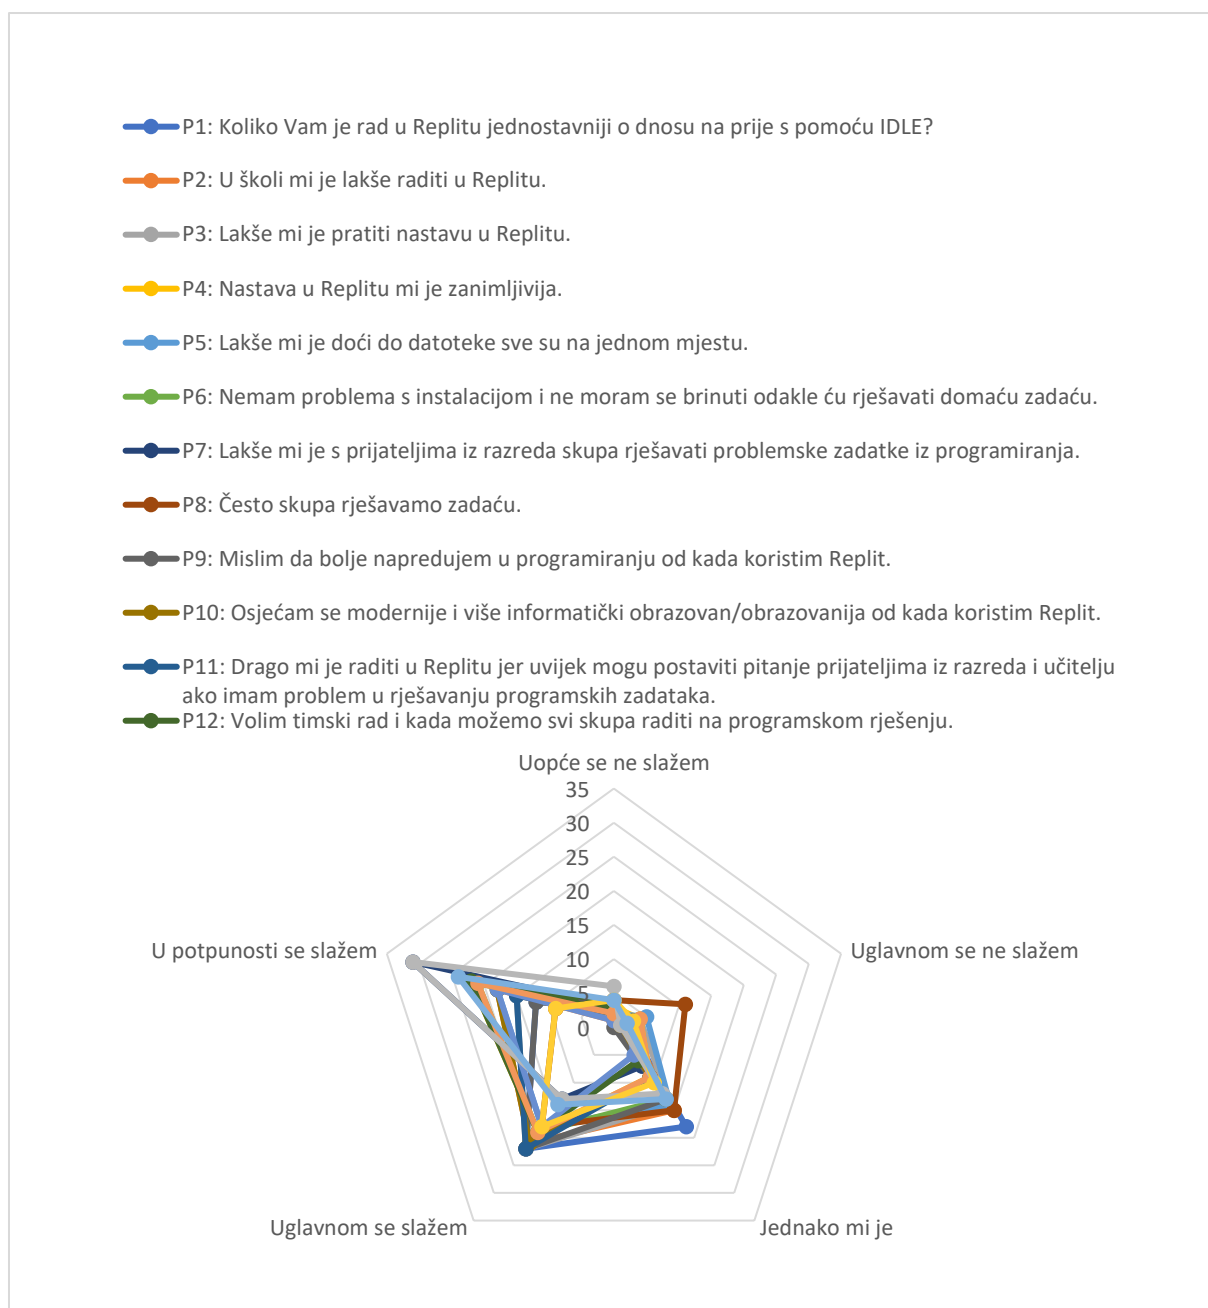 P1: Koliko Vam je rad u Replitu jednostavniji o dnosu na prije s pomoću IDLE?
P2: U školi mi je lakše raditi u Replitu.
P3: Lakše mi je pratiti nastavu u Replitu.
P4: Nastava u Replitu mi je zanimljivija.
P5: Lakše mi je doći do datoteke sve su na jednom mjestu.
P6: Nemam problema s instalacijom i ne moram se brinuti odakle ću rješavati domaću zadaću.
P7: Lakše mi je s prijateljima iz razreda skupa rješavati problemske zadatke iz programiranja.
P8: Često skupa rješavamo zadaću.
P9: Mislim da bolje napredujem u programiranju od kada koristim Replit.
P10: Osjećam se modernije i više informatički obrazovan/obrazovanija od kada koristim Replit.
P11: Drago mi je raditi u Replitu jer uvijek mogu postaviti pitanje prijateljima iz razreda i učitelju
ako imam problem u rješavanju programskih zadataka.
P12: Volim timski rad i kada možemo svi skupa raditi na programskom rješenju.
Uopće se ne slažem
35
30
25
20
15
10
5
0
U potpunosti se slažem
Uglavnom se ne slažem
Uglavnom se slažem
Jednako mi je